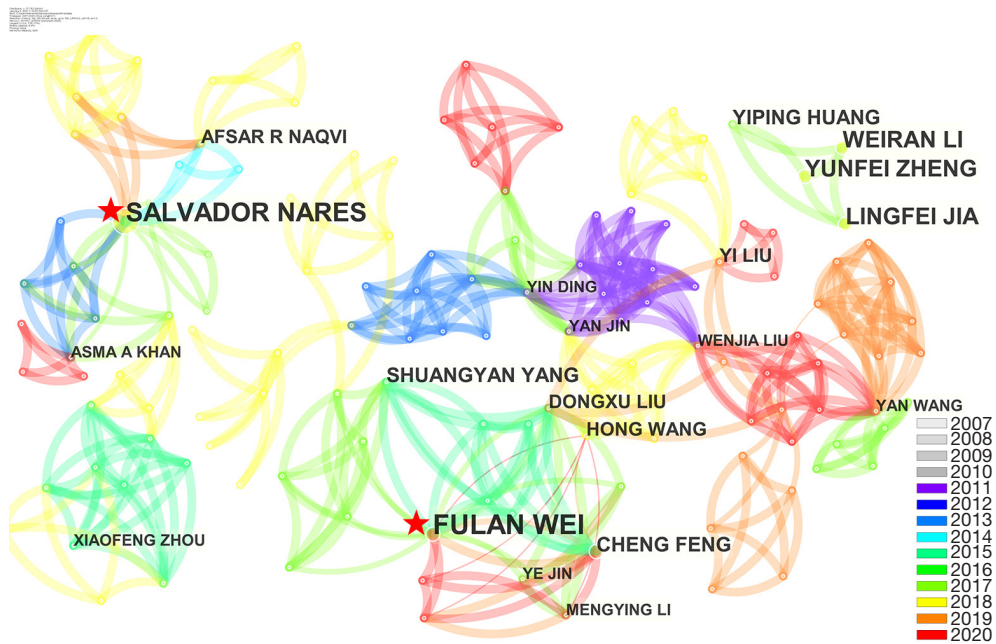 YIPING HUANG
AFSAR R NAQVI
WEIRAN LI
YUNFEI ZHENG
SALVADOR NARES
LINGFEI JIA
YI LIU
YIN DING
YAN JIN
WENJIA LIU
ASMA A KHAN
SHUANGYAN YANG
DONGXU LIU
YAN WANG
HONG WANG
2007
2008
2009
2010
2011
2012
2013
2014
2015
2016
2017
2018
2019
2020
FULAN WEI
XIAOFENG ZHOU
CHENG FENG
YE JIN
MENGYING LI